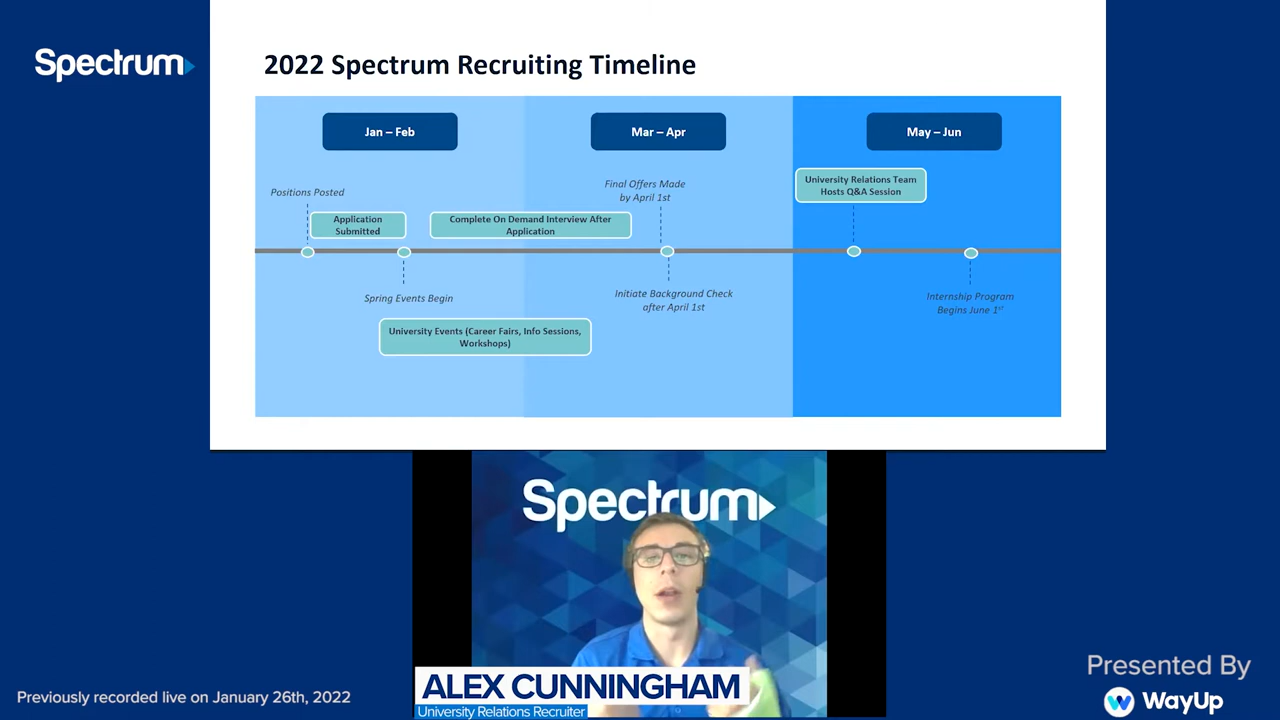 Spectrum
2022 Spectrum Recruiting Timeline
Jan – Feb
Mar – Apr
May – Jun
Positions Posted
Application
Submitted
Complete On Demand Interview After
Application
Final Offers Made
by April 1st
University Relations Team
Hosts Q&A Session
Spring Events Begin
University Events (Career Fairs, Info Sessions,
Workshops)
Initiate Background Check
after April 1st
Internship Program
Begins June 1st
Spectrum
ALEX CUNNINGHAM
University Relations Recruiter
Previously recorded live on January 26th, 2022
Presented By
WayUp